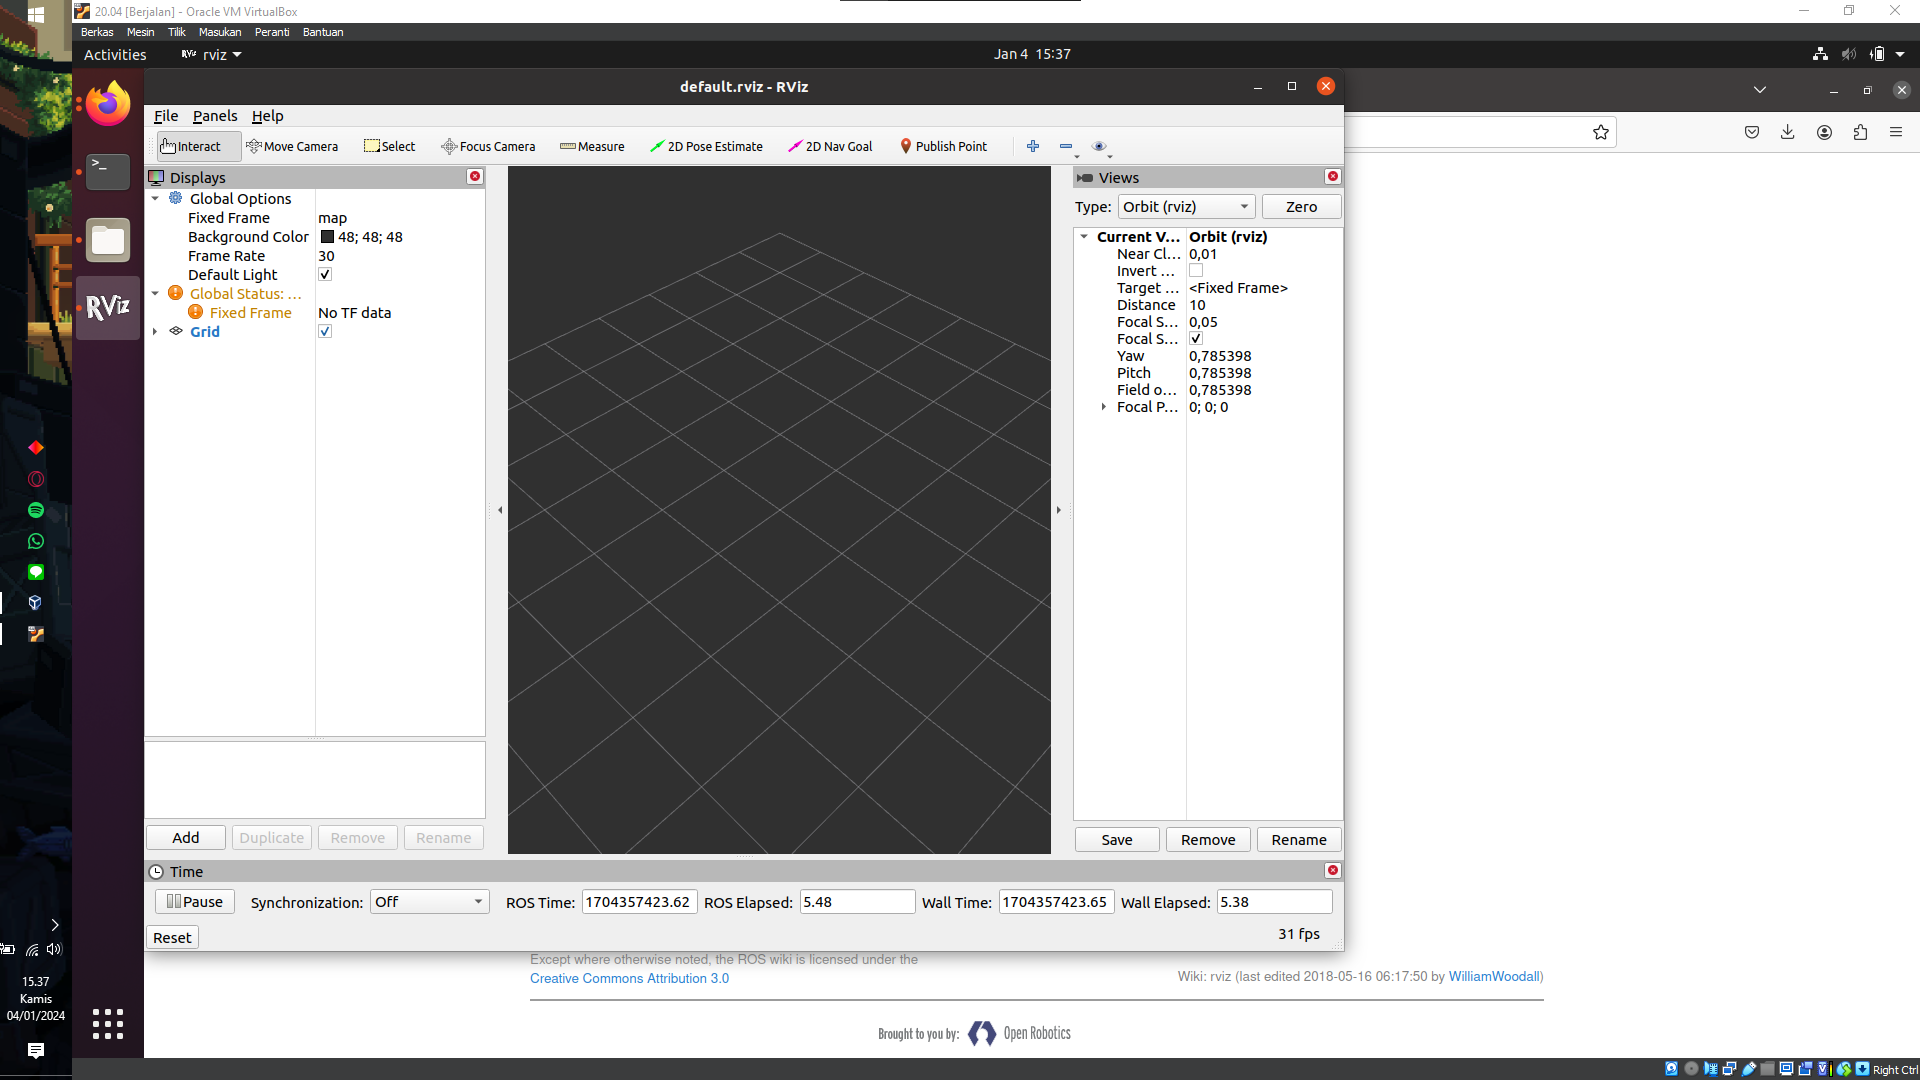 20.04 [Berjalan] - Oracle VM VirtualBox
Berkas Mesin Tilik Masukan Peranti Bantuan
Activities RViz rviz Jan 4 15:37
default.rviz - RViz
File Panels Help
Interact Move Camera Select Focus Camera Measure 2D Pose Estimate 2D Nav Goal Publish Point
Displays
Global Options
Fixed Frame map
Background Color 48; 48; 48
Frame Rate 30
Default Light
Global Status: ...
Fixed Frame No TF data
Grid
Add Duplicate Remove Rename
Views
Type: Orbit (rviz) Zero
Current V... Orbit (rviz)
Near Cl... 0,01
Invert ...
Target ... <Fixed Frame>
Distance 10
Focal S... 0,05
Focal S...
Yaw 0,785398
Pitch 0,785398
Field o... 0,785398
Focal P... 0; 0; 0
Save Remove Rename
Time
Pause Synchronization: Off ROS Time: 1704357423.62 ROS Elapsed: 5.48 Wall Time: 1704357423.65 Wall Elapsed: 5.38
Reset 31 fps
RViz
Except where otherwise noted, the ROS wiki is licensed under the
Creative Commons Attribution 3.0
Wiki: rviz (last edited 2018-05-16 06:17:50 by WilliamWoodall)
Brought to you by: Open Robotics
15.37
Kamis
04/01/2024
Right Ctrl